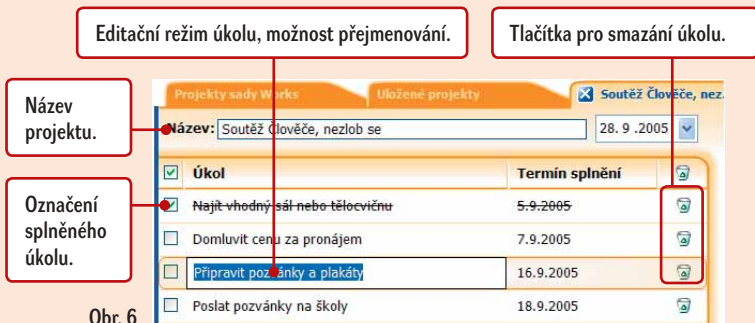 Editační režim úkolu, možnost přejmenování.
Tlačítka pro smazání úkolu.
Název
projektu.
Projekty sady Works
Uložené projekty
Soutěž Člověče, nez.
Název: Soutěž Člověče, nezlob se
28. 9 .2005
Označení
splněného
úkolu.
Úkol
Termín splnění
Najít vhodný sál nebo tělocvičnu
5.9.2005
Domluvit cenu za pronájem
7.9.2005
Připravit pozvánky a plakáty
16.9.2005
Poslat pozvánky na školy
18.9.2005
Obr. 6